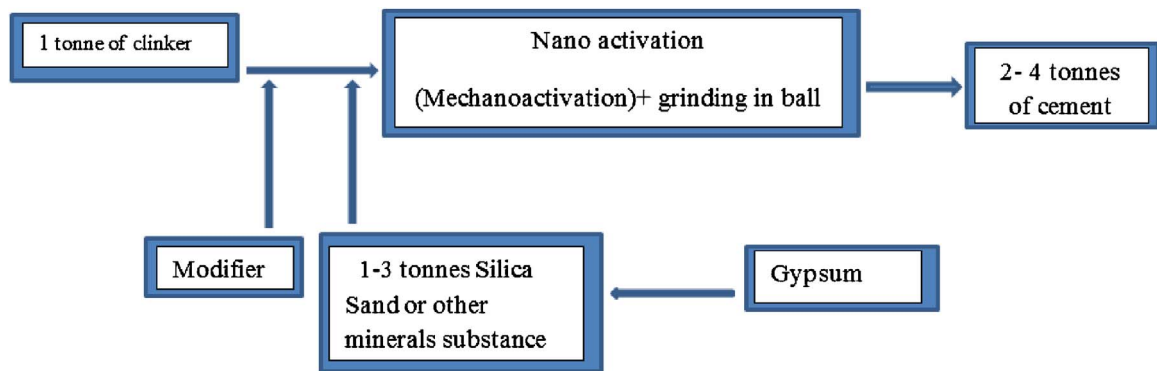 1 tonne of clinker
Nano activation
(Mechanoactivation)+ grinding in ball
2- 4 tonnes
of cement
Modifier
1-3 tonnes Silica
Sand or other
minerals substance
Gypsum